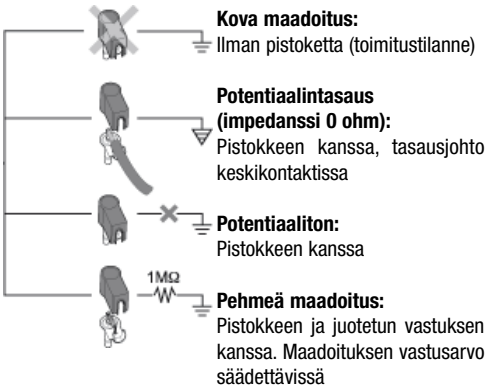 Kova maadoitus:
Ilman pistoketta (toimitustilanne)
Potentiaalintasaus
(impedanssi 0 ohm):
Pistokkeen kanssa, tasausjohto
keskikontaktissa
Potentiaaliton:
Pistokkeen kanssa
1MΩ
Pehmeä maadoitus:
Pistokkeen ja juotetun vastuksen
kanssa. Maadoituksen vastusarvo
säädettävissä